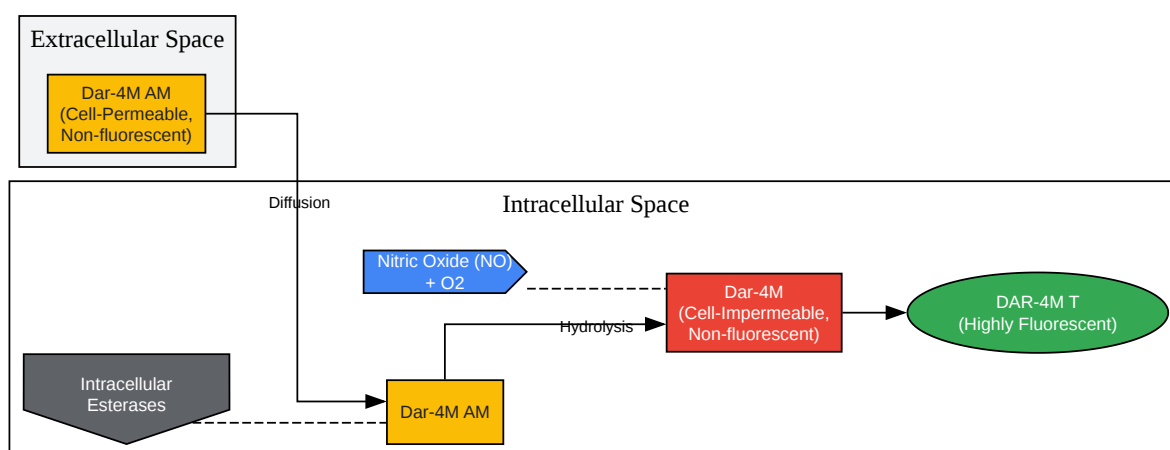 Extracellular Space
Dar-4M AM
(Cell-Permeable,
Non-fluorescent)
Diffusion
Intracellular Space
Nitric Oxide (NO)
+ O2
Dar-4M
(Cell-Impermeable,
Non-fluorescent)
DAR-4M T
(Highly Fluorescent)
Hydrolysis
Intracellular
Esterases
Dar-4M AM